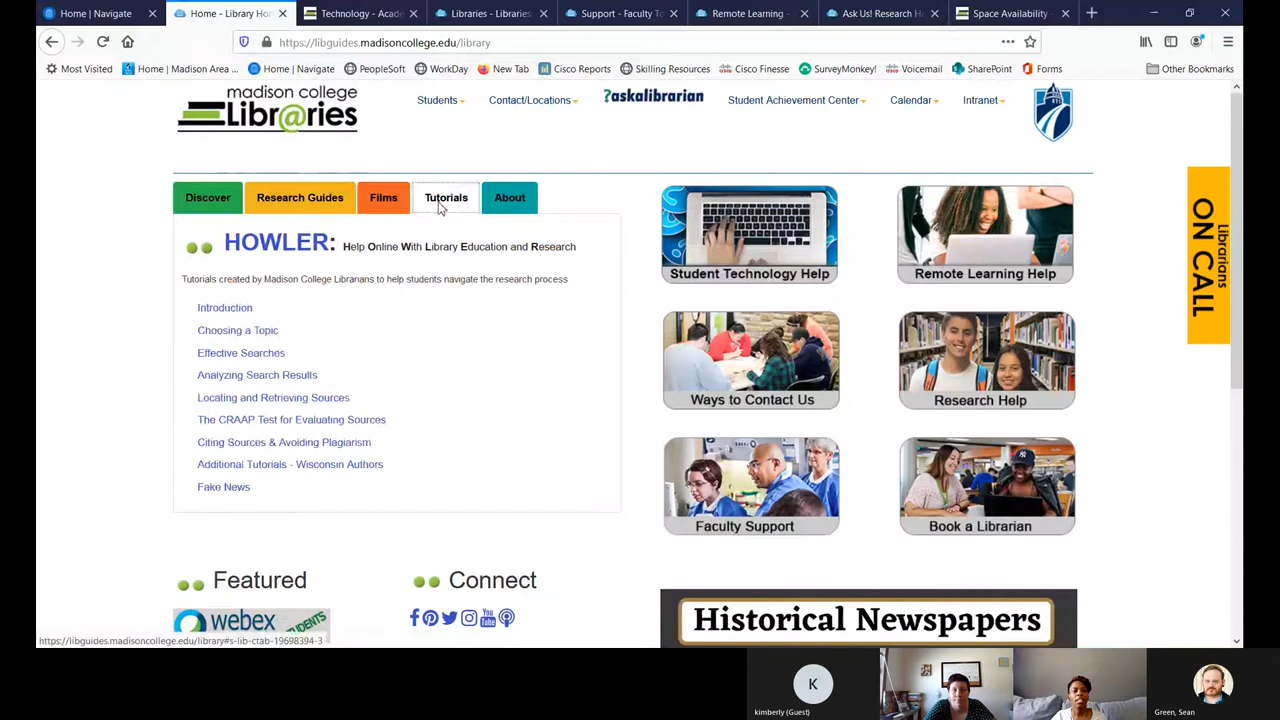 Home | Navigate
Home - Library Hor
Technology - Acade
Libraries - Libraries
Support - Faculty To
Remote Learning -
Ask Us! Research H
Space Availability -
https://libguides.madisoncollege.edu/library
Most Visited
Home | Madison Area ...
Home | Navigate
PeopleSoft
WorkDay
New Tab
Cisco Reports
Skilling Resources
Cisco Finesse
SurveyMonkey!
Voicemail
SharePoint
Forms
Other Bookmarks
madison college
Libr@ries
Students
Contact/Locations
?askalibrarian
Student Achievement Center
Calendar
Intranet
Discover
Research Guides
Films
Tutorials
About
HOWLER: Help Online With Library Education and Research
Tutorials created by Madison College Librarians to help students navigate the research process
Introduction
Choosing a Topic
Effective Searches
Analyzing Search Results
Locating and Retrieving Sources
The CRAAP Test for Evaluating Sources
Citing Sources & Avoiding Plagiarism
Additional Tutorials - Wisconsin Authors
Fake News
Student Technology Help
Remote Learning Help
Ways to Contact Us
Research Help
Faculty Support
Book a Librarian
Librarians
ON CALL
Featured
Connect
webex
STUDENTS
You
Tube
Historical Newspapers
https://libguides.madisoncollege.edu/library#s-lib-ctab-19698394-3
K
kimberly (Guest)
Green, Sean